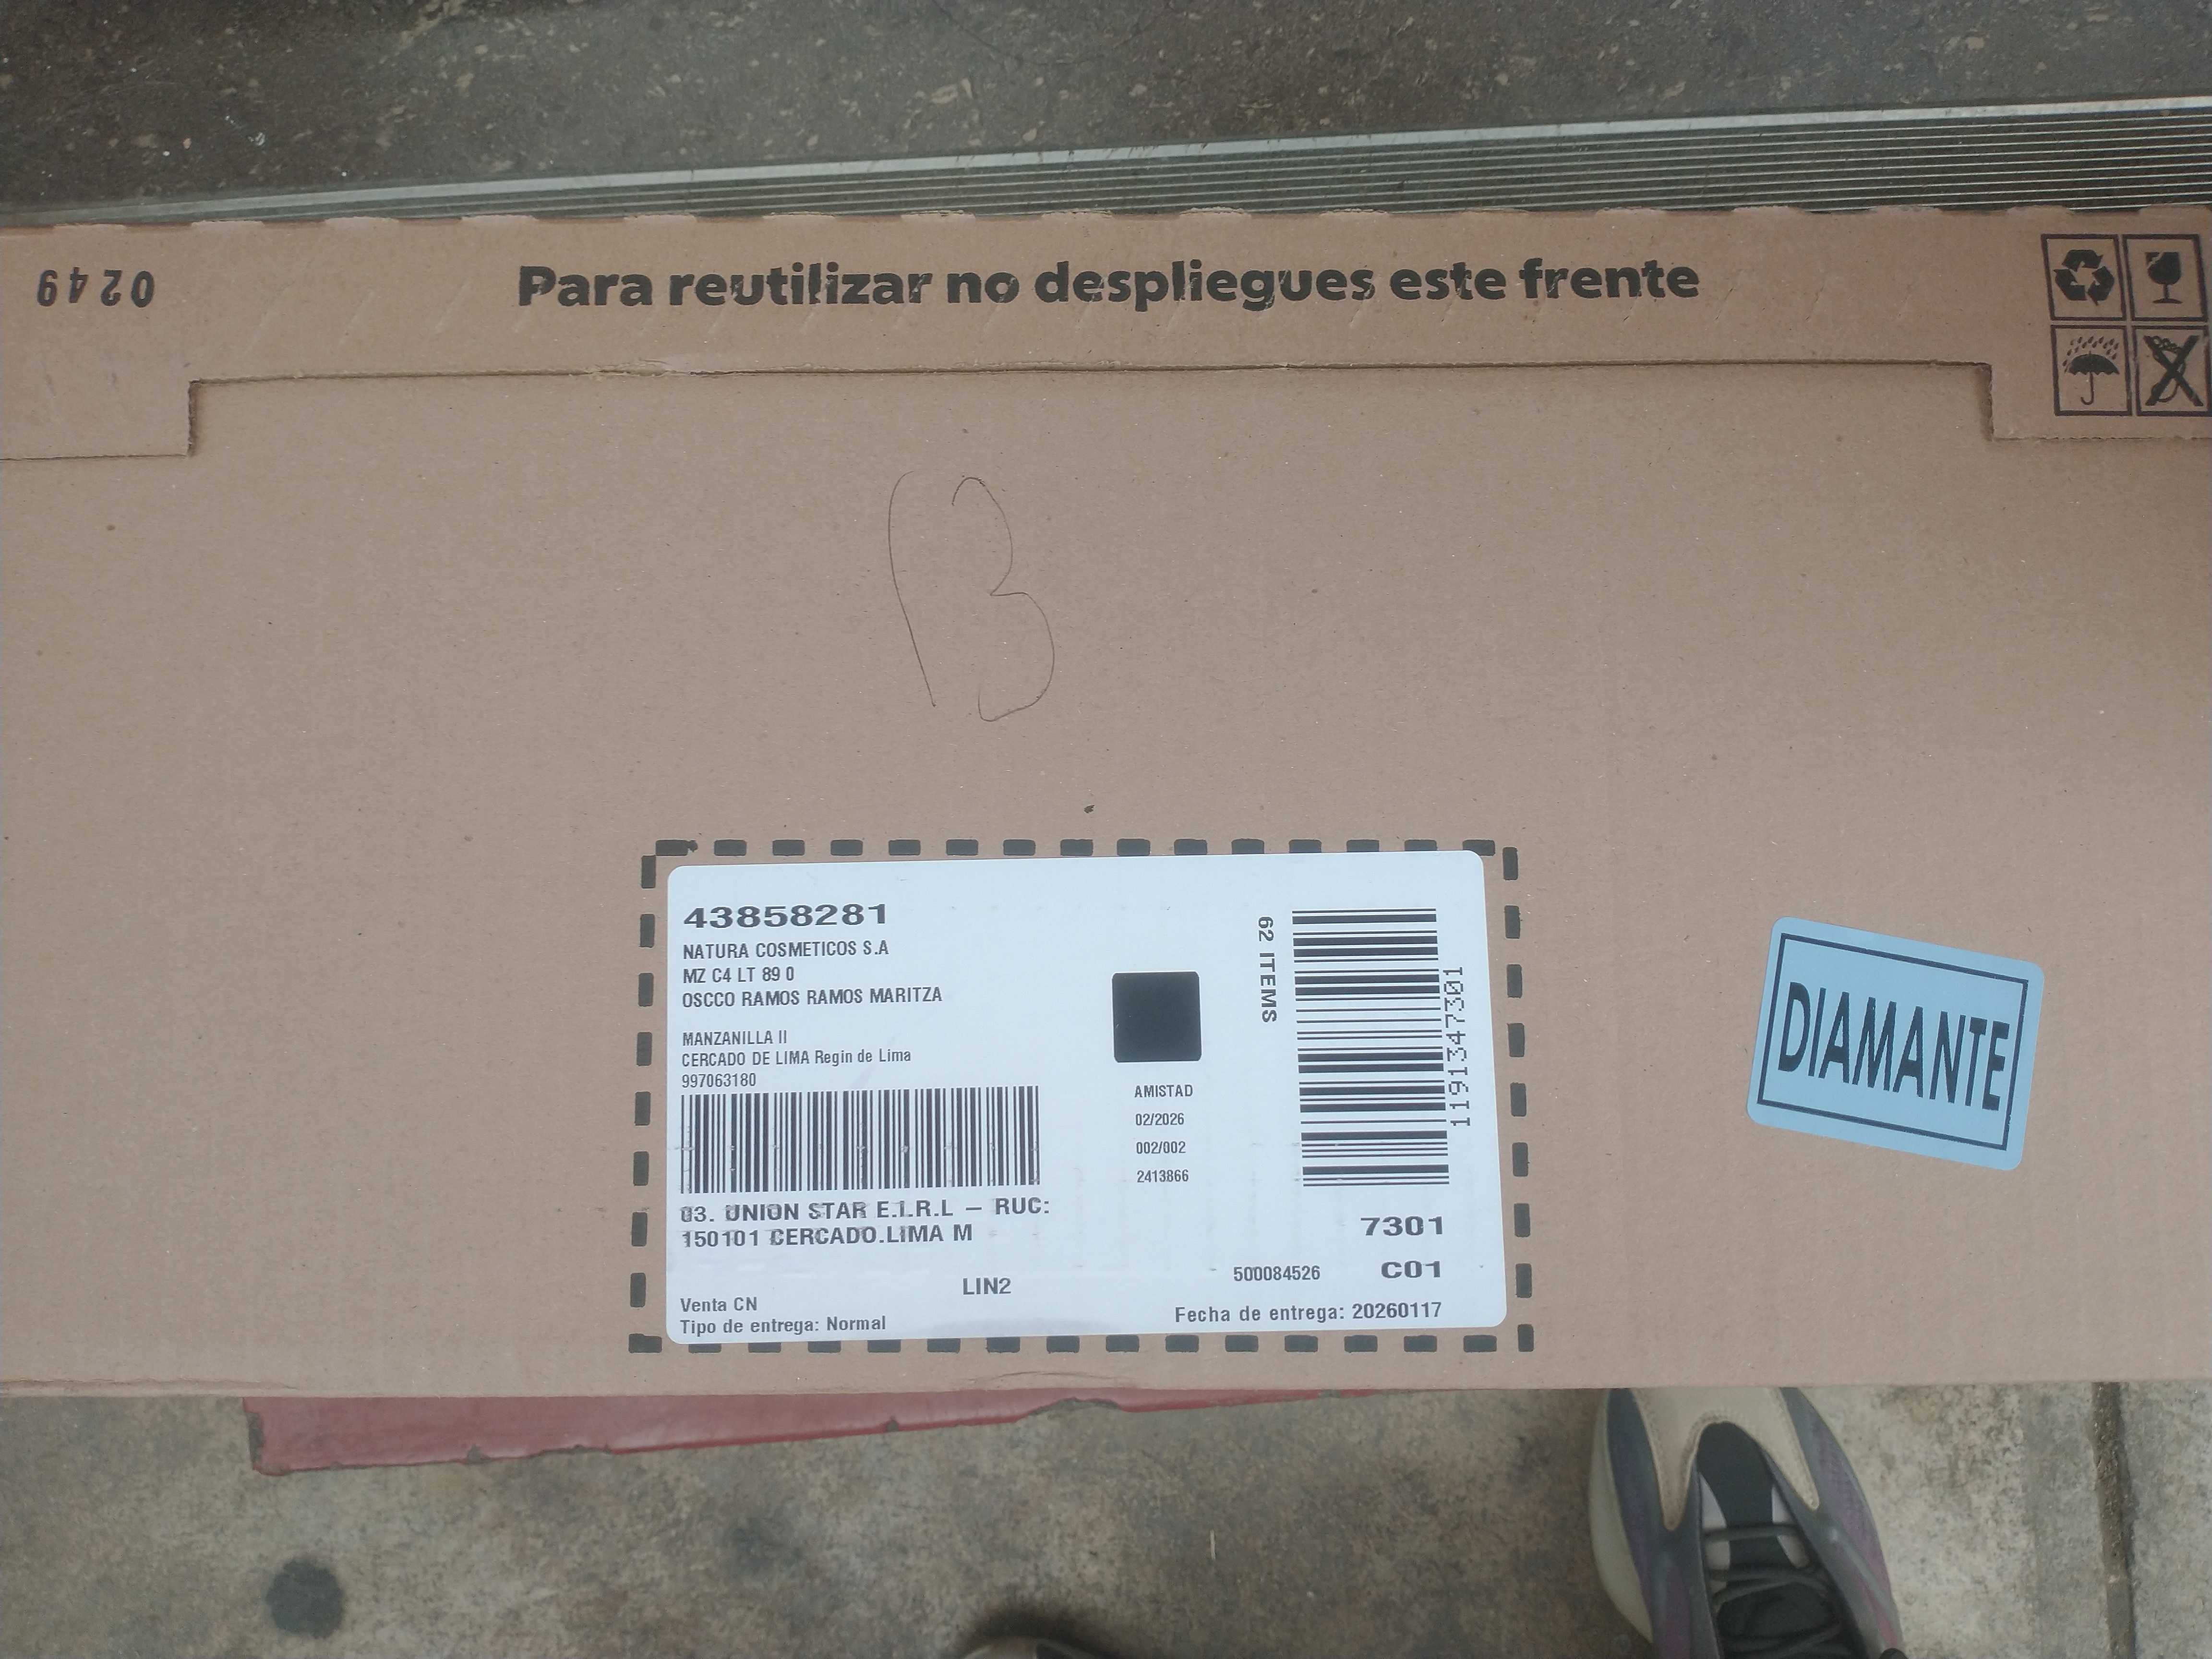 0249
Para reutilizar no despliegues este frente
B
43858281
NATURA COSMETICOS S.A
MZ C4 LT 89 0
OSCCO RAMOS RAMOS MARITZA
MANZANILLA II
CERCADO DE LIMA Regin de Lima
997063180
03. UNION STAR E.I.R.L – RUC:
150101 CERCADO.LIMA M
LIN2
Venta CN
Tipo de entrega: Normal
AMISTAD
02/2026
002/002
2413866
62 ITEMS
1191347301
7301
500084526 C01
Fecha de entrega: 20260117
DIAMANTE